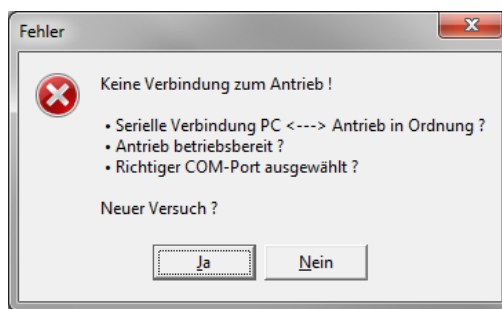 Fehler
Keine Verbindung zum Antrieb !
• Serielle Verbindung PC <---> Antrieb in Ordnung ?
• Antrieb betriebsbereit ?
• Richtiger COM-Port ausgewählt ?
Neuer Versuch ?
Ja Nein